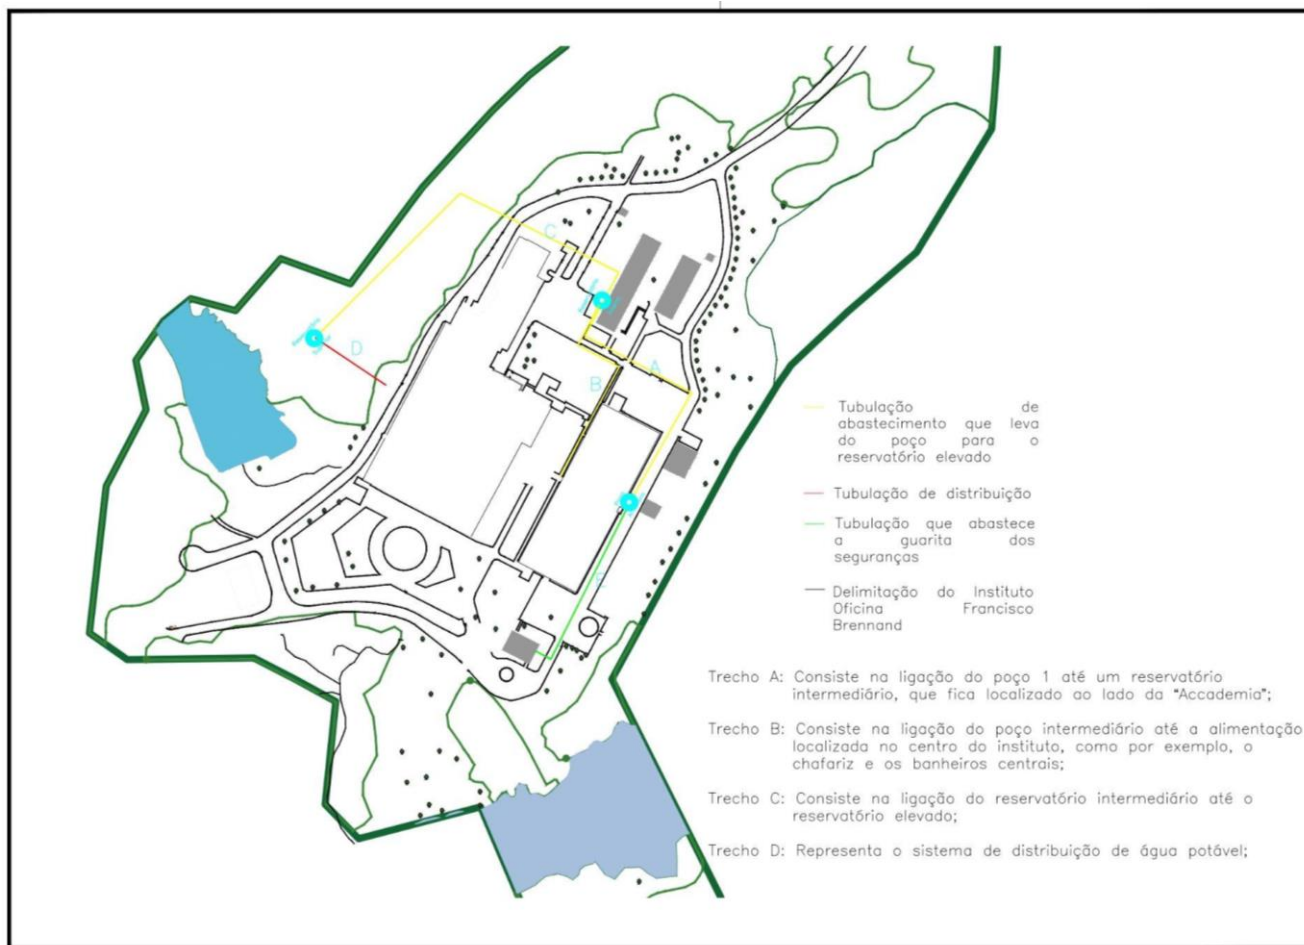 C
A
D
B
E
Tubulação de
abastecimento que leva
do poço para o
reservatório elevado
Tubulação de distribuição
Tubulação que abastece
a guarita dos
seguranças
Delimitação do Instituto
Oficina Francisco
Brennand
Trecho A: Consiste na ligação do poço 1 até um reservatório
intermediário, que fica localizado ao lado da "Accademia";
Trecho B: Consiste na ligação do poço intermediário até a alimentação
localizada no centro do instituto, como por exemplo, o
chafariz e os banheiros centrais;
Trecho C: Consiste na ligação do reservatório intermediário até o
reservatório elevado;
Trecho D: Representa o sistema de distribuição de água potável;